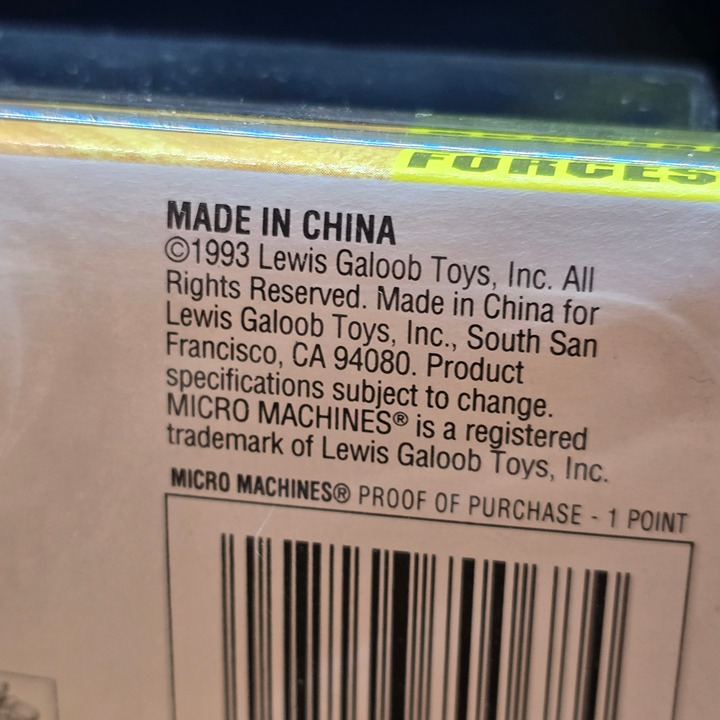 FORCES
MADE IN CHINA
©1993 Lewis Galoob Toys, Inc. All
Rights Reserved. Made in China for
Lewis Galoob Toys, Inc., South San
Francisco, CA 94080. Product
specifications subject to change.
MICRO MACHINES® is a registered
trademark of Lewis Galoob Toys, Inc.
MICRO MACHINES® PROOF OF PURCHASE - 1 POINT